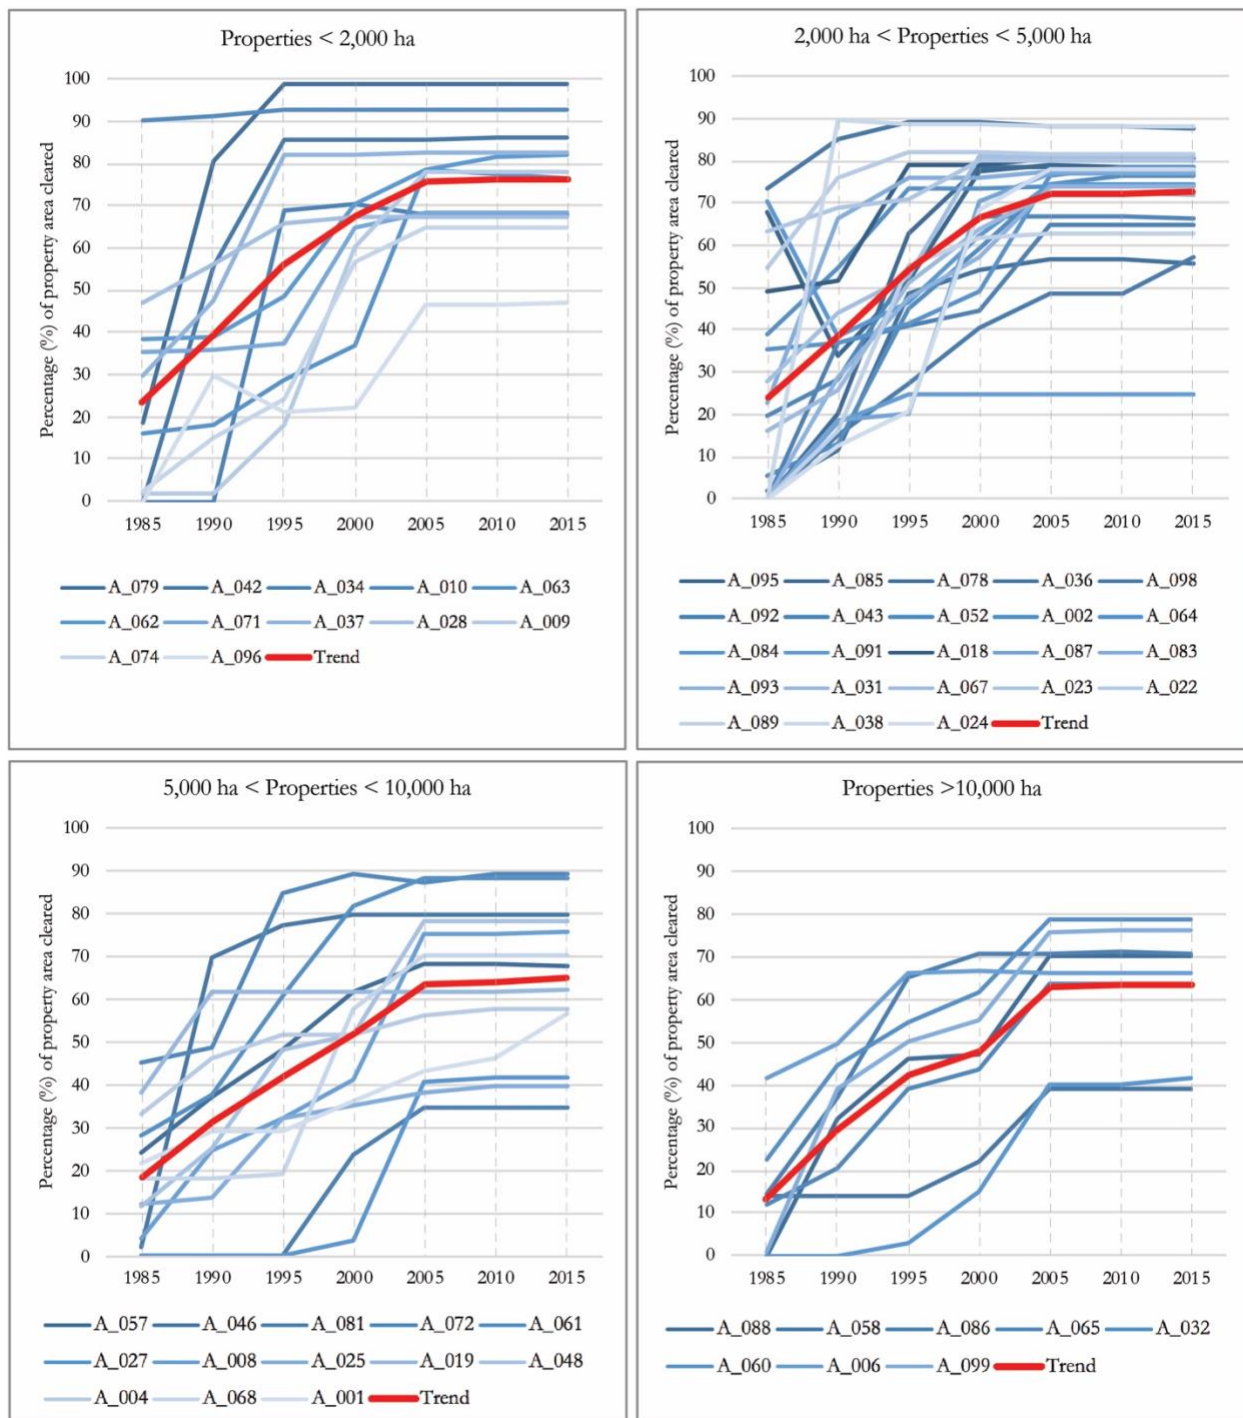 Properties < 2,000 ha
Percentage (%) of property area cleared
100
90
80
70
60
50
40
30
20
10
0
1985 1990 1995 2000 2005 2010 2015
A_079 A_042 A_034 A_010 A_063
A_062 A_071 A_037 A_028 A_009
A_074 A_096 Trend
2,000 ha < Properties < 5,000 ha
Percentage (%) of property area cleared
100
90
80
70
60
50
40
30
20
10
0
1985 1990 1995 2000 2005 2010 2015
A_095 A_085 A_078 A_036 A_098
A_092 A_043 A_052 A_002 A_064
A_084 A_091 A_018 A_087 A_083
A_093 A_031 A_067 A_023 A_022
A_089 A_038 A_024 Trend
5,000 ha < Properties < 10,000 ha
Percentage (%) of property area cleared
100
90
80
70
60
50
40
30
20
10
0
1985 1990 1995 2000 2005 2010 2015
A_057 A_046 A_081 A_072 A_061
A_027 A_008 A_025 A_019 A_048
A_004 A_068 A_001 Trend
Properties >10,000 ha
Percentage (%) of property area cleared
100
90
80
70
60
50
40
30
20
10
0
1985 1990 1995 2000 2005 2010 2015
A_088 A_058 A_086 A_065 A_032
A_060 A_006 A_099 Trend